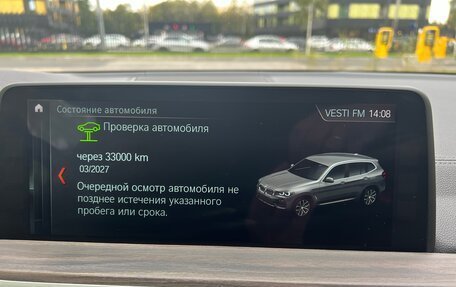 Состояние автомобиля
VESTI FM 14:08
Проверка автомобиля
через 33000 km
03/2027
Очередной осмотр автомобиля не
позднее истечения указанного
пробега или срока.